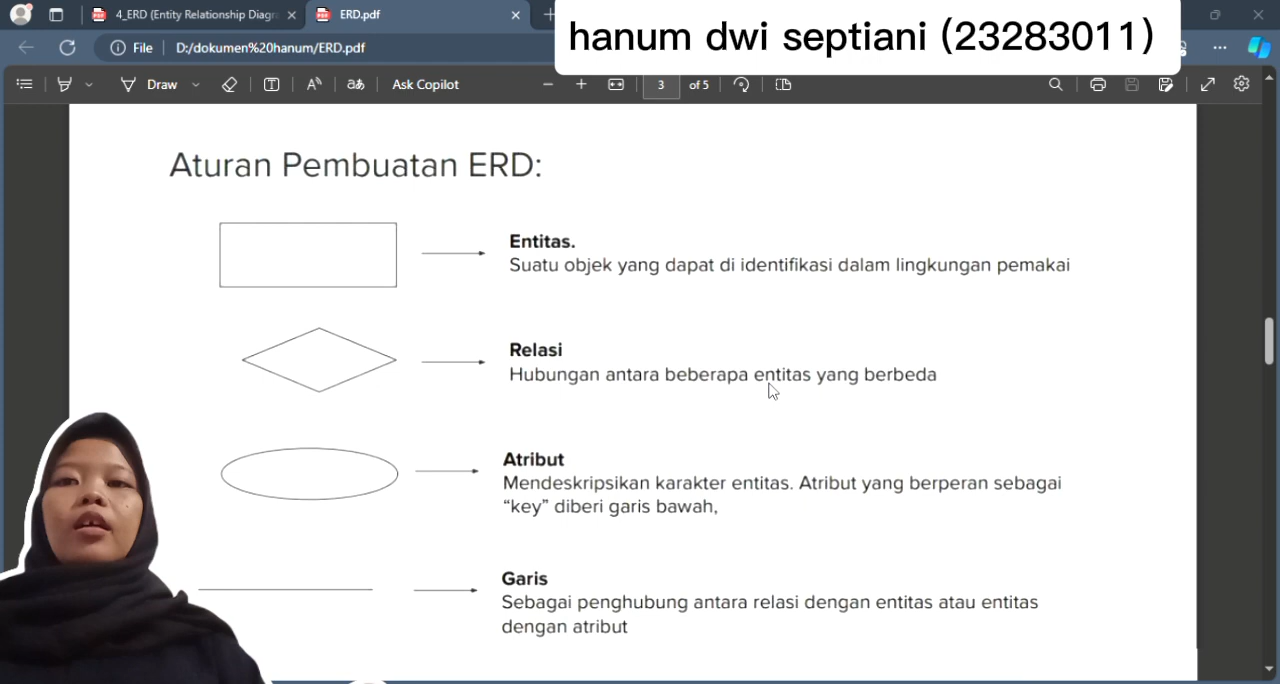 4_ERD (Entity Relationship Diagr
ERD.pdf
hanum dwi septiani (23283011)
File
D:/dokumen%20hanum/ERD.pdf
Draw
aあ
Ask Copilot
3
of 5
Aturan Pembuatan ERD:
Entitas.
Suatu objek yang dapat di identifikasi dalam lingkungan pemakai
Relasi
Hubungan antara beberapa entitas yang berbeda
Atribut
Mendeskripsikan karakter entitas. Atribut yang berperan sebagai
“key” diberi garis bawah,
Garis
Sebagai penghubung antara relasi dengan entitas atau entitas
dengan atribut